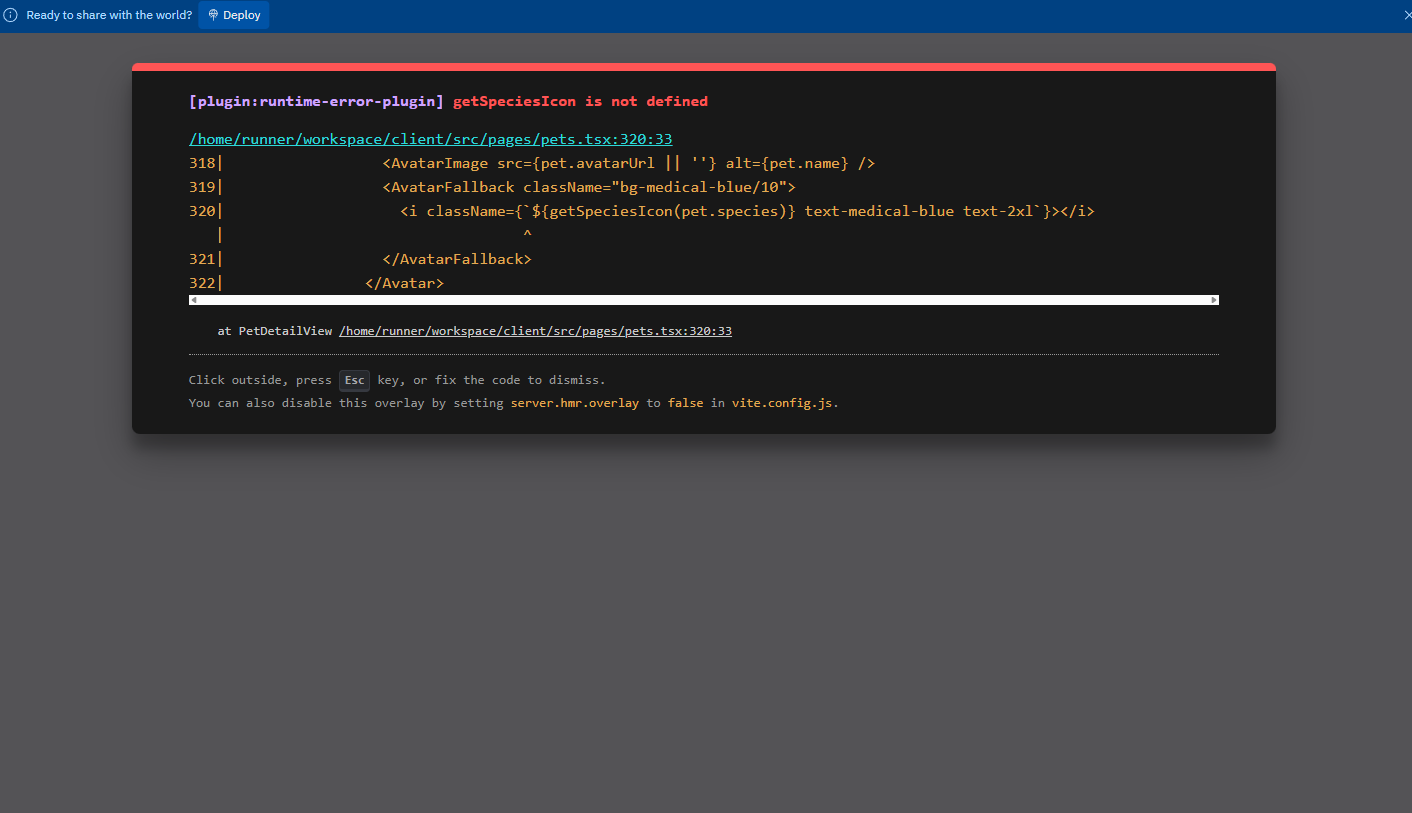 Ready to share with the world? Deploy
[plugin:runtime-error-plugin] getSpeciesIcon is not defined
/home/runner/workspace/client/src/pages/pets.tsx:320:33
318|                  <AvatarImage src={pet.avatarUrl || ''} alt={pet.name} />
319|                  <AvatarFallback className="bg-medical-blue/10">
320|                    <i className={`${getSpeciesIcon(pet.species)} text-medical-blue text-2xl`}></i>
   |                                  ^
321|                  </AvatarFallback>
322|                </Avatar>
at PetDetailView /home/runner/workspace/client/src/pages/pets.tsx:320:33
Click outside, press Esc key, or fix the code to dismiss.
You can also disable this overlay by setting server.hmr.overlay to false in vite.config.js.